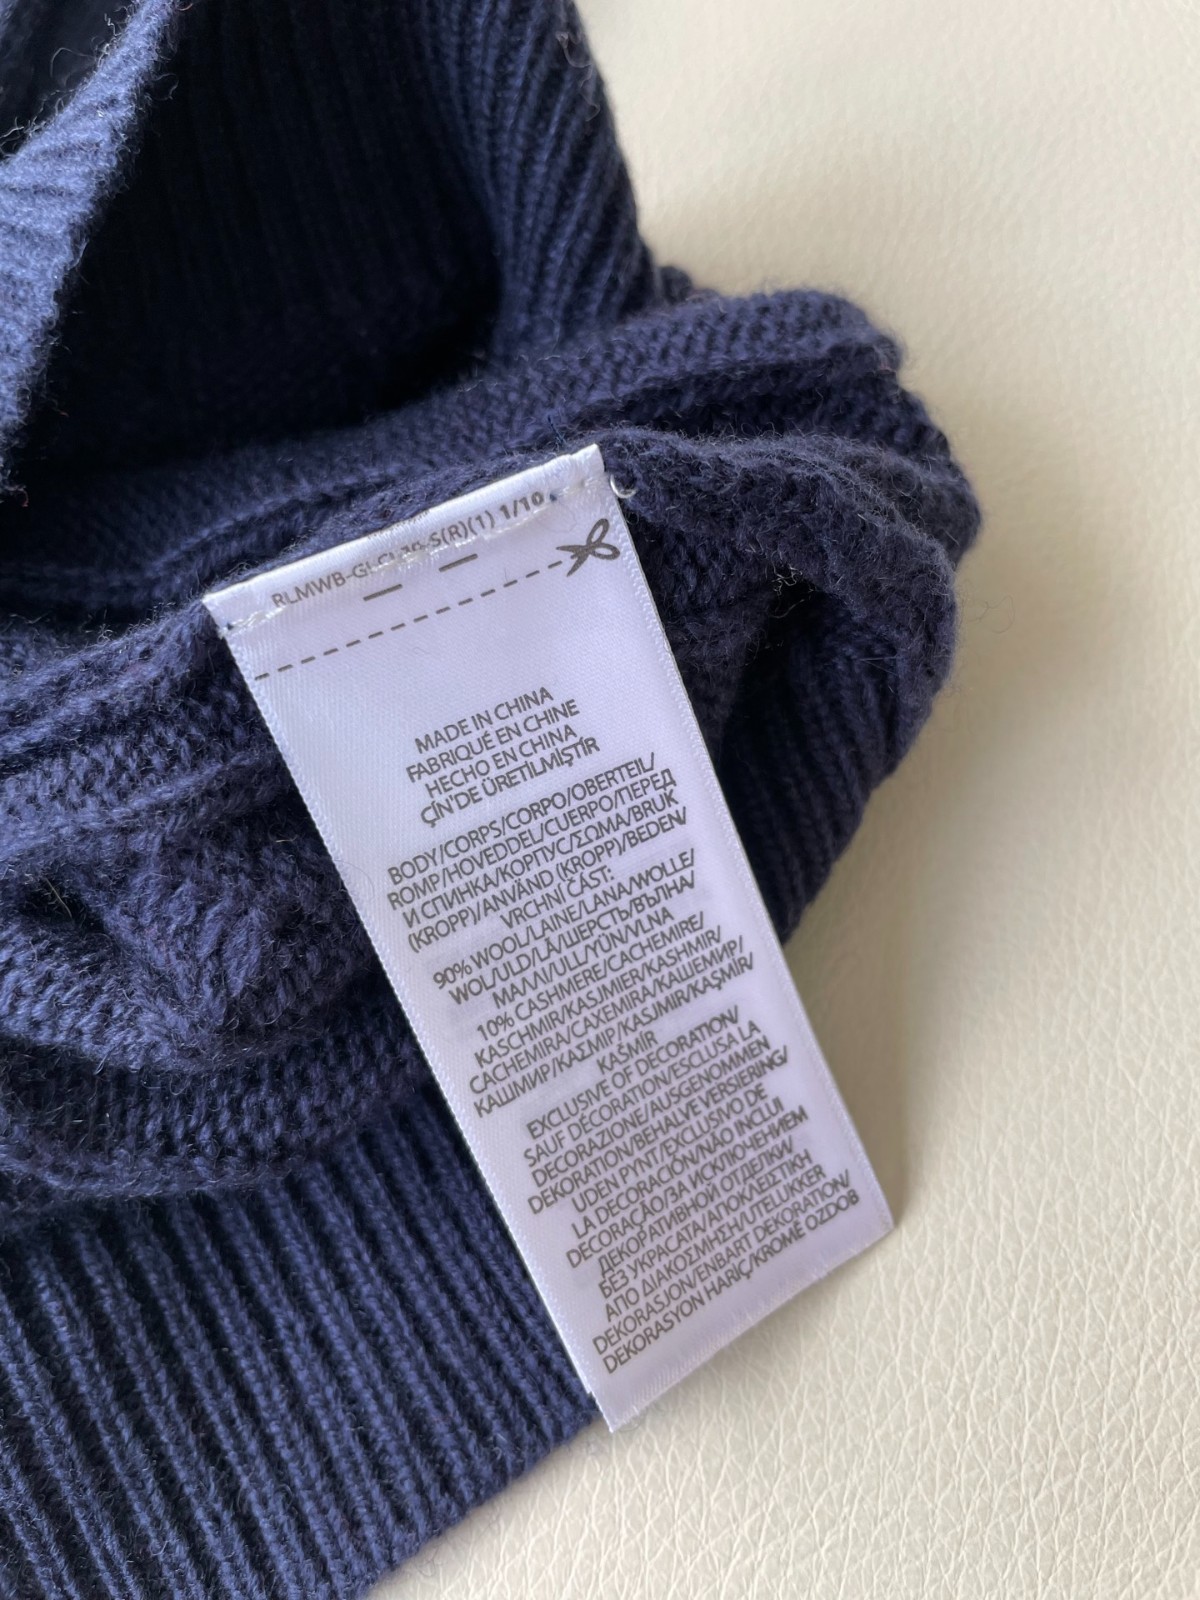 S(R)(1) 1/10
MADE IN CHINA
FABRIQUÉ EN CHINE
HECHO EN CHINA
ÇİN'DE ÜRETİLMİŞTİR
BODY/CORPS/CORPO/OBERTEIL/
ROMP/HOVEDDEL/CUERPO/ПЕРЕД
И СПИНКА/КОРПУС/ΣΩΜΑ/BRUK
(KROPP)/ANVÄND (KROPP)/BEDEN/
VRCHNÍ ČÁST:
90% WOOL/LAINE/LANA/WOLLE/
WOL/ULD/LÃ/ШЕРСТЬ/ВЪЛНА/
ΜΑΛΛΙ/ULL/YÜN/VLNA
10% CASHMERE/CACHEMIRE/
KASCHMIR/KASJMIER/KASHMIR/
CACHEMIRA/CAXEMIRA/КАШЕМИР/
КАШМИР/ΚΑΣΜΙΡ/KASJMIR/KAŞMİR/
KAŠMÍR
EXCLUSIVE OF DECORATION/
SAUF DÉCORATION/ESCLUSA LA
DECORAZIONE/AUSGENOMMEN
DEKORATION/BEHALVE VERSIERING/
UDEN PYNT/EXCLUSIVO DE
LA DECORACIÓN/NÃO INCLUI
DECORAÇÃO/ЗА ИСКЛЮЧЕНИЕМ
ДЕКОРАТИВНОЙ ОТДЕЛКИ/
БЕЗ УКРАСАТА/ΑΠΟΚΛΕΙΣΤΙΚΗ
ΑΠΟ ΔΙΑΚΟΣΜΗΣΗ/UTELUKKER
DEKORASJON/ENBART DEKORATION/
DEKORASYON HARİÇ/KROMĚ OZDOB